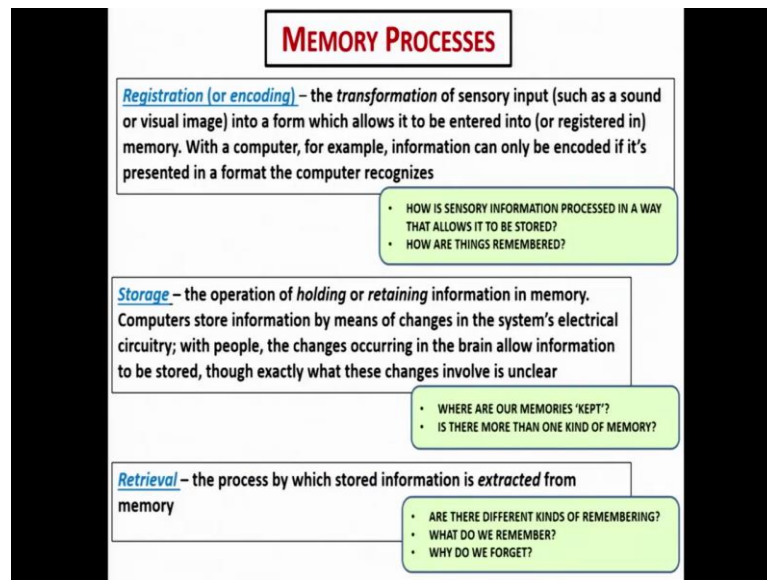 MEMORY PROCESSES
Registration (or encoding) – the transformation of sensory input (such as a sound
or visual image) into a form which allows it to be entered into (or registered in)
memory. With a computer, for example, information can only be encoded if it's
presented in a format the computer recognizes
• HOW IS SENSORY INFORMATION PROCESSED IN A WAY
THAT ALLOWS IT TO BE STORED?
• HOW ARE THINGS REMEMBERED?
Storage – the operation of holding or retaining information in memory.
Computers store information by means of changes in the system's electrical
circuitry; with people, the changes occurring in the brain allow information
to be stored, though exactly what these changes involve is unclear
• WHERE ARE OUR MEMORIES 'KEPT'?
• IS THERE MORE THAN ONE KIND OF MEMORY?
Retrieval – the process by which stored information is extracted from
memory
• ARE THERE DIFFERENT KINDS OF REMEMBERING?
• WHAT DO WE REMEMBER?
• WHY DO WE FORGET?